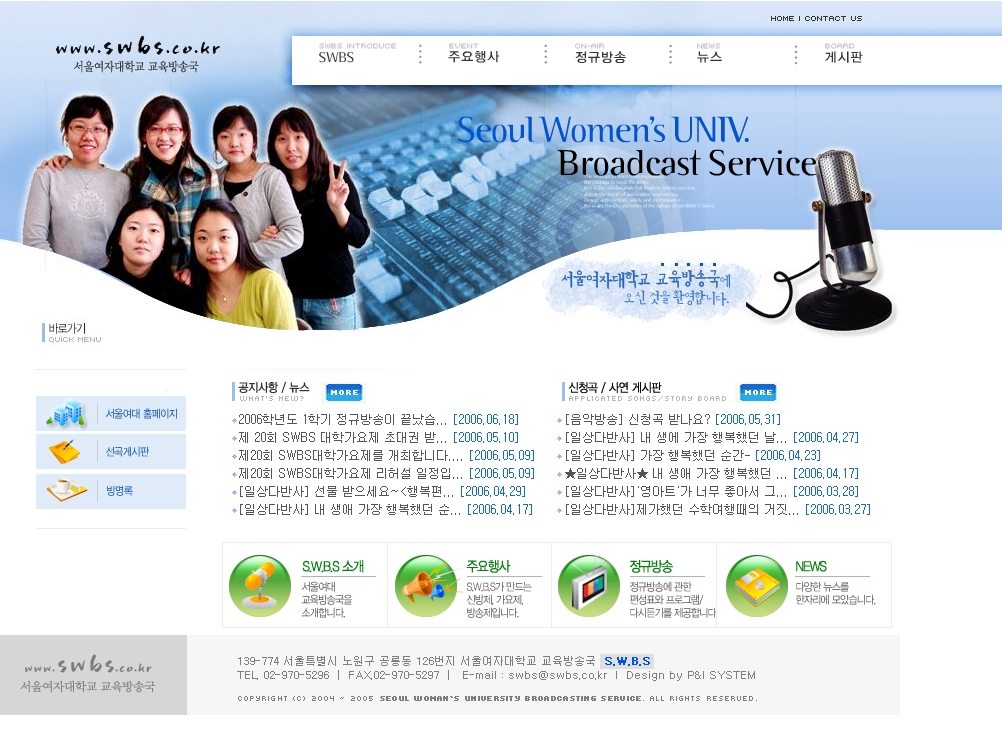 HOME | CONTACT US
www.swbs.co.kr
서울여자대학교 교육방송국
SWBS INTRODUCE
SWBS
EVENT
주요행사
ON-AIR
정규방송
NEWS
뉴스
BOARD
게시판
Seoul Women's UNIV.
Broadcast Service
서울여자대학교 교육방송국에
오신 것을 환영합니다.
바로가기
QUICK MENU
서울여대 홈페이지
선곡게시판
방명록
공지사항 / 뉴스
WHAT'S NEW?
MORE
2006학년도 1학기 정규방송이 끝났습... [2006.06.18]
제 20회 SWBS 대학가요제 초대권 받... [2006.05.10]
제20회 SWBS대학가요제를 개최합니다.... [2006.05.09]
제20회 SWBS대학가요제 리허설 일정입... [2006.05.09]
[일상다반사] 선물 받으세요~<행복편... [2006.04.29]
[일상다반사] 내 생애 가장 행복했던 순... [2006.04.17]
신청곡 / 사연 게시판
APPLICATED SONGS/STORY BOARD
MORE
[음악방송] 신청곡 받나요? [2006.05.31]
[일상다반사] 내 생에 가장 행복했던 날... [2006.04.27]
[일상다반사] 가장 행복했던 순간- [2006.04.23]
★일상다반사★ 내 생애 가장 행복했던 ... [2006.04.17]
[일상다반사]'영아트'가 너무 좋아서 그... [2006.03.28]
[일상다반사]제가했던 수학여행때의 거짓... [2006.03.27]
S.W.B.S 소개
서울여대
교육방송국을
소개합니다.
주요행사
S.W.B.S가 만드는
신방제, 가요제,
방송제입니다.
정규방송
정규방송에 관한
편성표와 프로그램/
다시듣기를 제공합니다
NEWS
다양한 뉴스를
한자리에 모았습니다.
www.swbs.co.kr
서울여자대학교 교육방송국
139-774 서울특별시 노원구 공릉동 126번지 서울여자대학교 교육방송국 S.W.B.S
TEL. 02-970-5296 | FAX.02-970-5297 | E-mail : swbs@swbs.co.kr | Design by P&I SYSTEM
COPYRIGHT (C) 2004 ~ 2005 SEOUL WOMAN'S UNIVERSITY BROADCASTING SERVICE. ALL RIGHTS RESERVED.